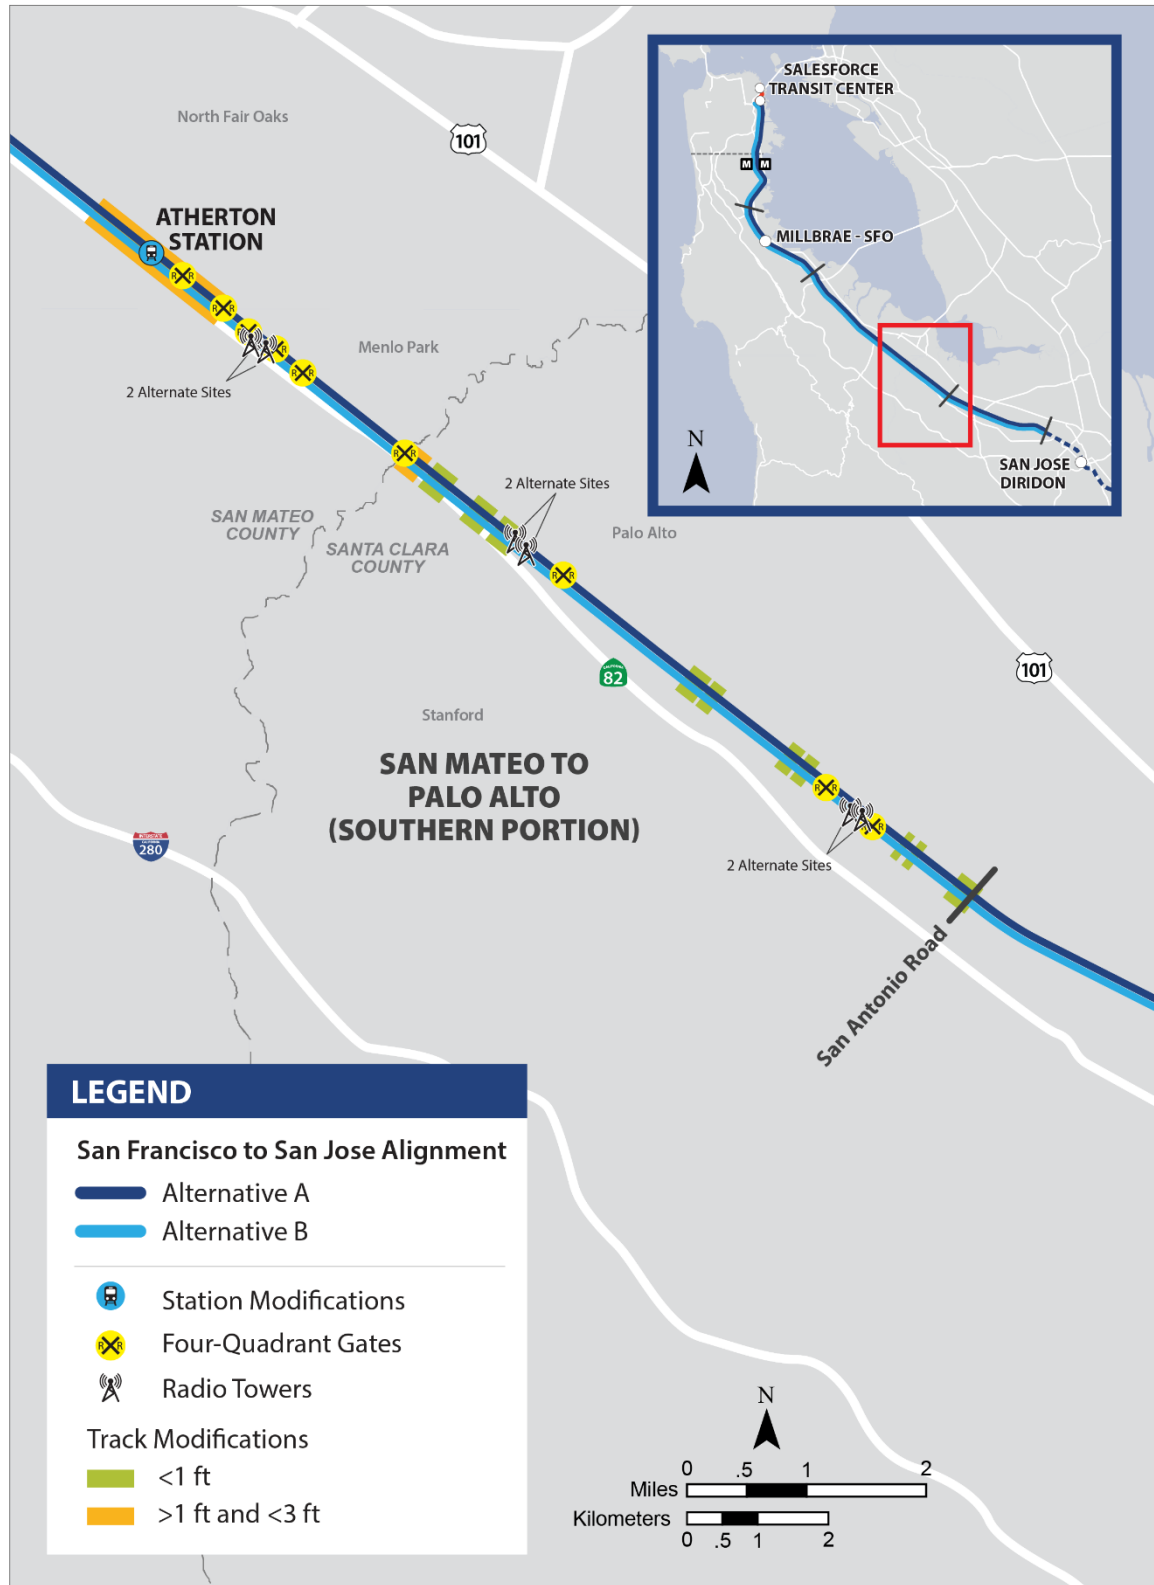 North Fair Oaks
101
ATHERTON
STATION
R R
R R
R R
Menlo Park
2 Alternate Sites
R R
2 Alternate Sites
SAN MATEO
COUNTY
SANTA CLARA
COUNTY
Palo Alto
R R
82
101
Stanford
SAN MATEO TO
PALO ALTO
(SOUTHERN PORTION)
R R
2 Alternate Sites
280
San Antonio Road
SALESFORCE
TRANSIT CENTER
M M
MILLBRAE - SFO
N
SAN JOSE
DIRIDON
LEGEND
San Francisco to San Jose Alignment
Alternative A
Alternative B
Station Modifications
R R
Four-Quadrant Gates
Radio Towers
Track Modifications
<1 ft
>1 ft and <3 ft
N
0 .5 1 2
Miles
Kilometers
0 .5 1 2